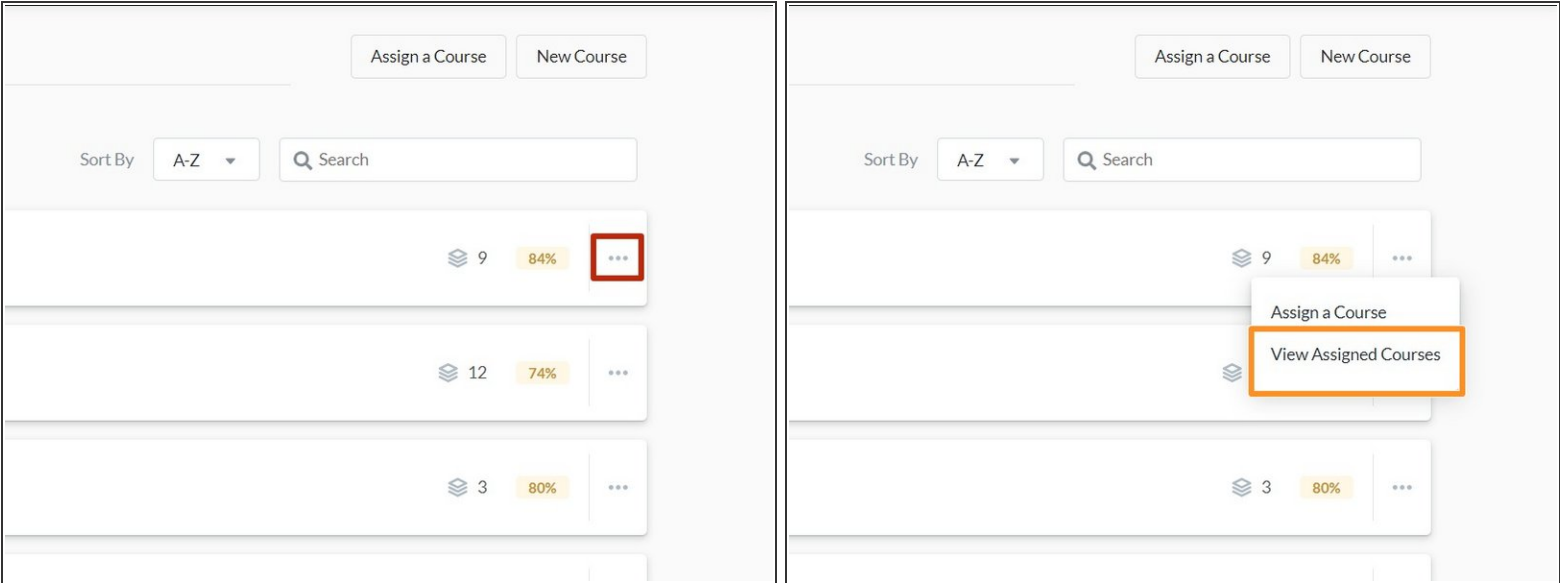 Assign a Course New Course
Sort By A-Z Search
9 84%
12 74%
3 80%
Assign a Course New Course
Sort By A-Z Search
9 84%
Assign a Course
View Assigned Courses
3 80%